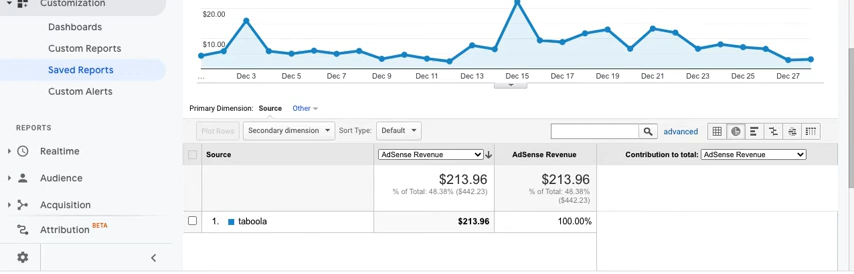 Customization
Dashboards
Custom Reports
Saved Reports
Custom Alerts
REPORTS
Realtime
Audience
Acquisition
Attribution BETA
$20.00
$10.00
... Dec 3 Dec 5 Dec 7 Dec 9 Dec 11 Dec 13 Dec 15 Dec 17 Dec 19 Dec 21 Dec 23 Dec 25 Dec 27
Primary Dimension: Source Other
Plot Rows Secondary dimension Sort Type: Default advanced
Source AdSense Revenue AdSense Revenue Contribution to total: AdSense Revenue
$213.96 $213.96
% of Total: 48.38% ($442.23) % of Total: 48.38%
($442.23)
1. taboola $213.96 100.00%